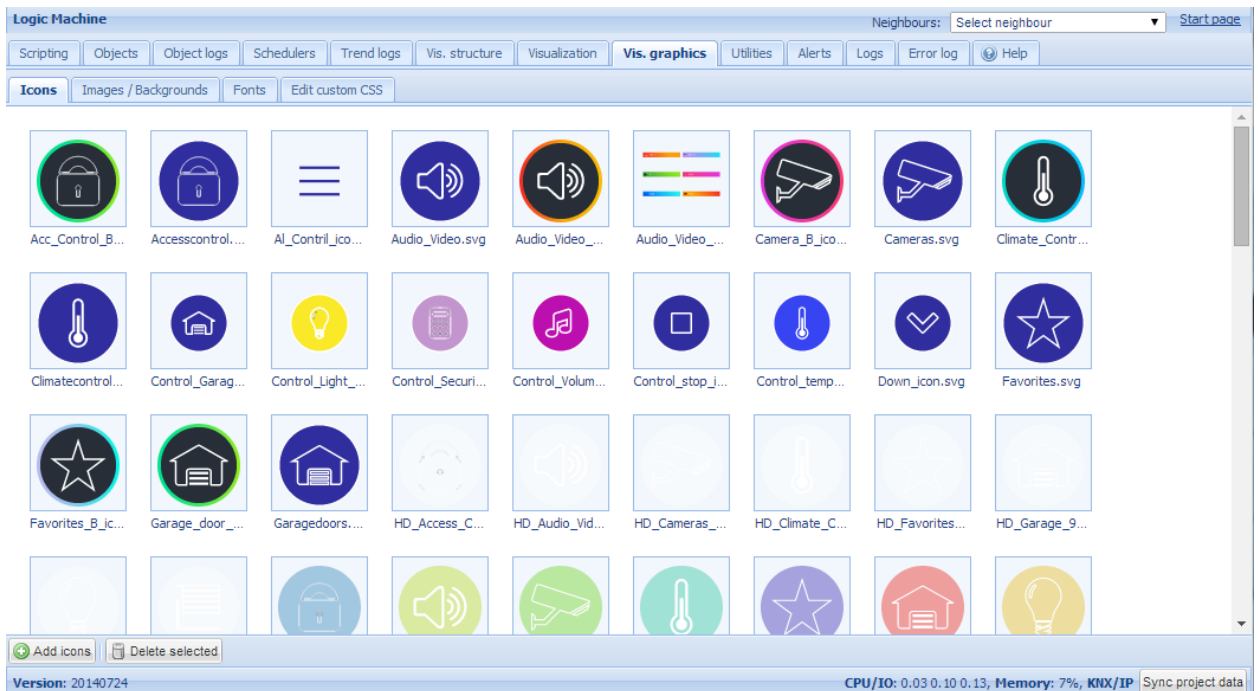 Logic Machine Neighbours: Select neighbour Start page
Scripting Objects Object logs Schedulers Trend logs Vis. structure Visualization Vis. graphics Utilities Alerts Logs Error log Help
Icons Images / Backgrounds Fonts Edit custom CSS
Acc_Control_B... Accesscontrol.... Al_Contril_ico... Audio_Video.svg Audio_Video_... Audio_Video_... Camera_B_ico... Cameras.svg Climate_Contr...
Climatecontrol... Control_Garag... Control_Light_... Control_Securi... Control_Volum... Control_stop_i... Control_temp... Down_icon.svg Favorites.svg
Favorites_B_ic... Garage_door_... Garagedoors.... HD_Access_C... HD_Audio_Vid... HD_Cameras_... HD_Climate_C... HD_Favorites... HD_Garage_9...
Add icons Delete selected
Version: 20140724 CPU/IO: 0.03 0.10 0.13, Memory: 7%, KNX/IP Sync project data